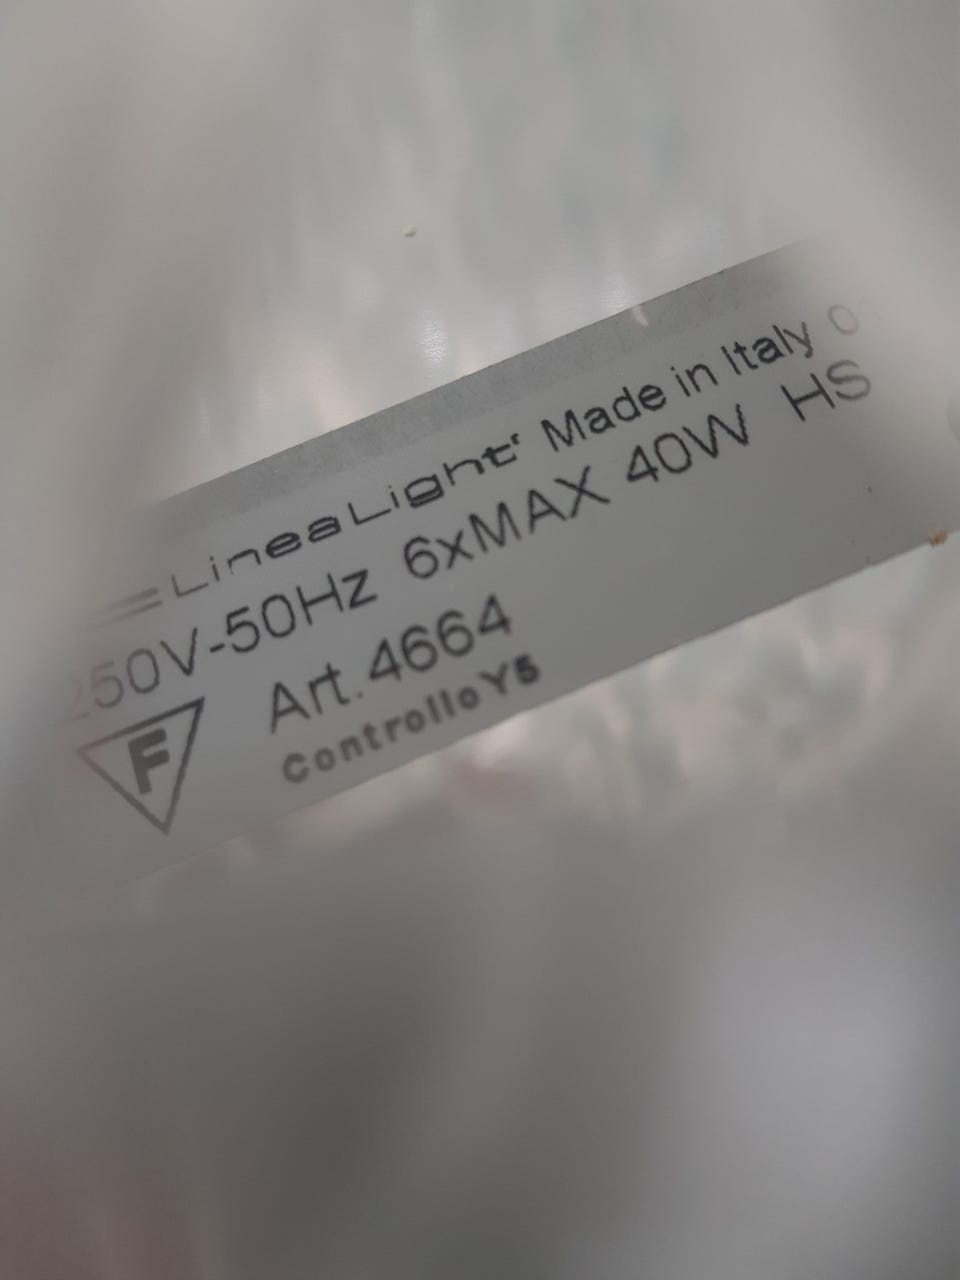 LineaLight Made in Italy
250V-50Hz 6xMAX 40W HS
F Art.4664
Controllo Y5